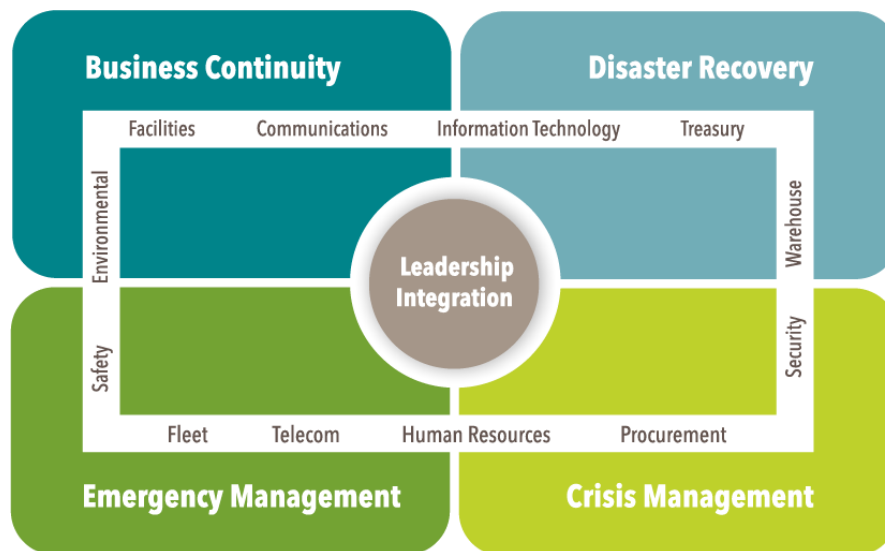 Business Continuity
Disaster Recovery
Facilities
Communications
Information Technology
Treasury
Environmental
Warehouse
Leadership
Integration
Safety
Security
Fleet
Telecom
Human Resources
Procurement
Emergency Management
Crisis Management